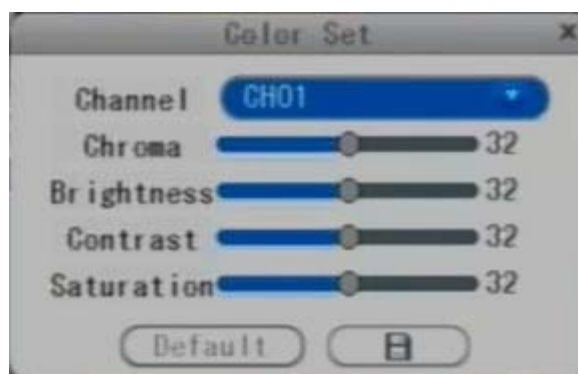 Color Set x
Channel CH01
Chroma 32
Brightness 32
Contrast 32
Saturation 32
Default